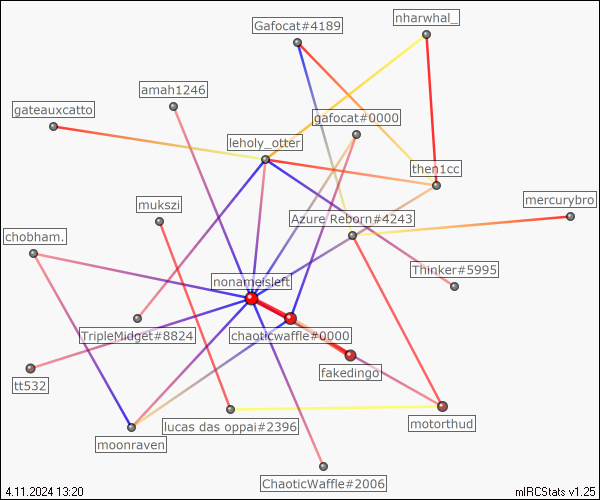 Gafocat#4189
nharwhal_
amah1246
gateauxcatto
gafocat#0000
leholy_otter
then1cc
mukszi
mercurybro
Azure Reborn#4243
chobham.
Thinker#5995
nonameisleft
TripleMidget#8824
chaoticwaffle#0000
fakedingo
tt532
motorthud
lucas das oppai#2396
moonraven
ChaoticWaffle#2006
4.11.2024 13:20
mIRCStats v1.25